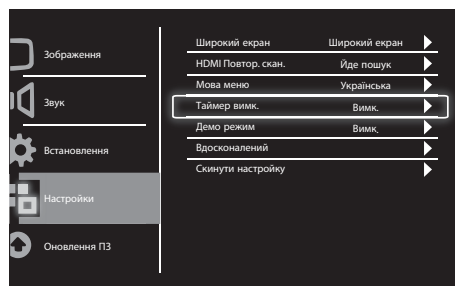 Зображення
Звук
Встановлення
Настройки
Оновлення ПЗ
Широкий екран Широкий екран
HDMI Повтор. скан. Йде пошук
Мова меню Українська
Таймер вимк. Вимк.
Демо режим Вимк.
Вдосконалений
Скинути настройку